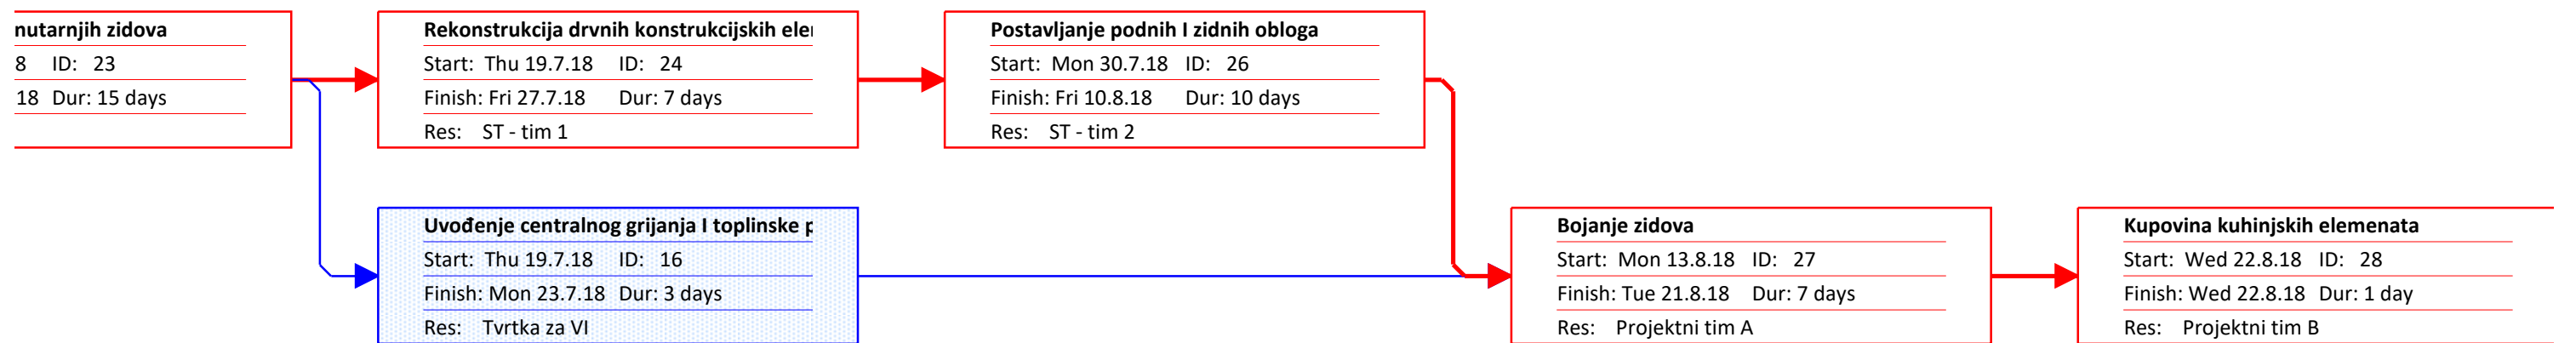 nutarnjih zidova
8 ID: 23
18 Dur: 15 days
Rekonstrukcija drvnih konstrukcijskih eler
Start: Thu 19.7.18 ID: 24
Finish: Fri 27.7.18 Dur: 7 days
Res: ST - tim 1
Postavljanje podnih I zidnih obloga
Start: Mon 30.7.18 ID: 26
Finish: Fri 10.8.18 Dur: 10 days
Res: ST - tim 2
Uvođenje centralnog grijanja I toplinske p
Start: Thu 19.7.18 ID: 16
Finish: Mon 23.7.18 Dur: 3 days
Res: Tvrtka za VI
Bojanje zidova
Start: Mon 13.8.18 ID: 27
Finish: Tue 21.8.18 Dur: 7 days
Res: Projektni tim A
Kupovina kuhinjskih elemenata
Start: Wed 22.8.18 ID: 28
Finish: Wed 22.8.18 Dur: 1 day
Res: Projektni tim B